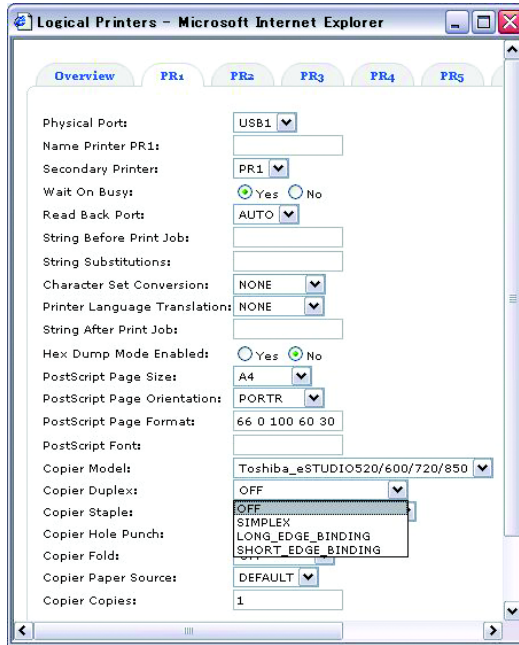 Logical Printers - Microsoft Internet Explorer
Overview PR1 PR2 PR3 PR4 PR5
Physical Port: USB1
Name Printer PR1:
Secondary Printer: PR1
Wait On Busy: Yes No
Read Back Port: AUTO
String Before Print Job:
String Substitutions:
Character Set Conversion: NONE
Printer Language Translation: NONE
String After Print Job:
Hex Dump Mode Enabled: Yes No
PostScript Page Size: A4
PostScript Page Orientation: PORTR
PostScript Page Format: 66 0 100 60 30
PostScript Font:
Copier Model: Toshiba_eSTUDIO520/600/720/850
Copier Duplex: OFF
Copier Staple: OFF
SIMPLEX
Copier Hole Punch: LONG_EDGE_BINDING
SHORT_EDGE_BINDING
Copier Fold:
Copier Paper Source: DEFAULT
Copier Copies: 1